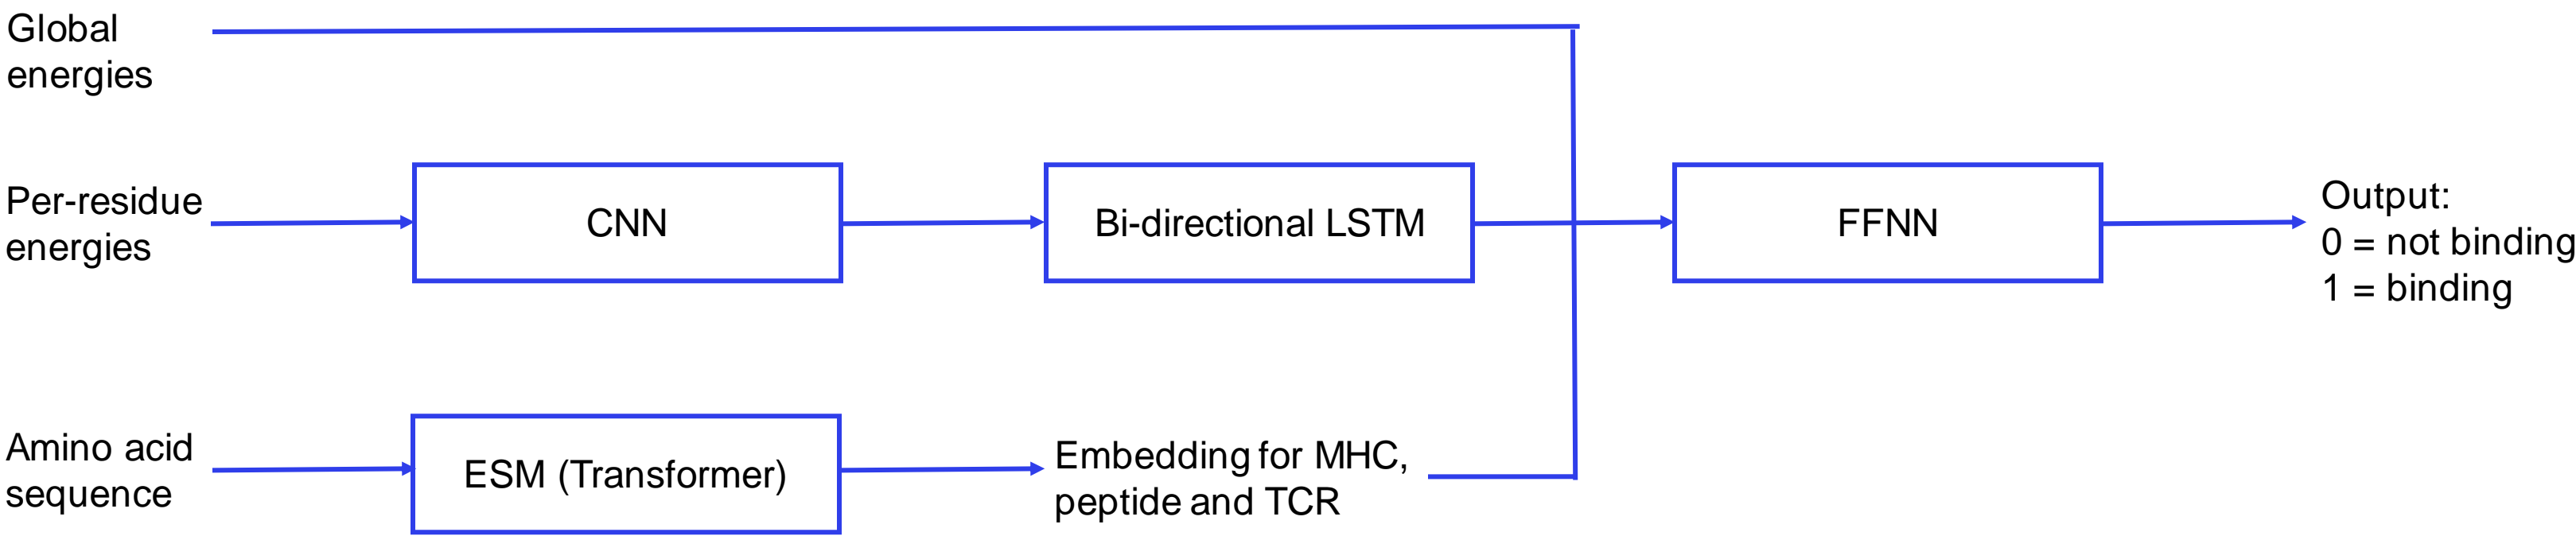 Global
energies
Per-residue
energies
CNN
Bi-directional LSTM
FFNN
Output:
0 = not binding
1 = binding
Amino acid
sequence
ESM (Transformer)
Embedding for MHC,
peptide and TCR